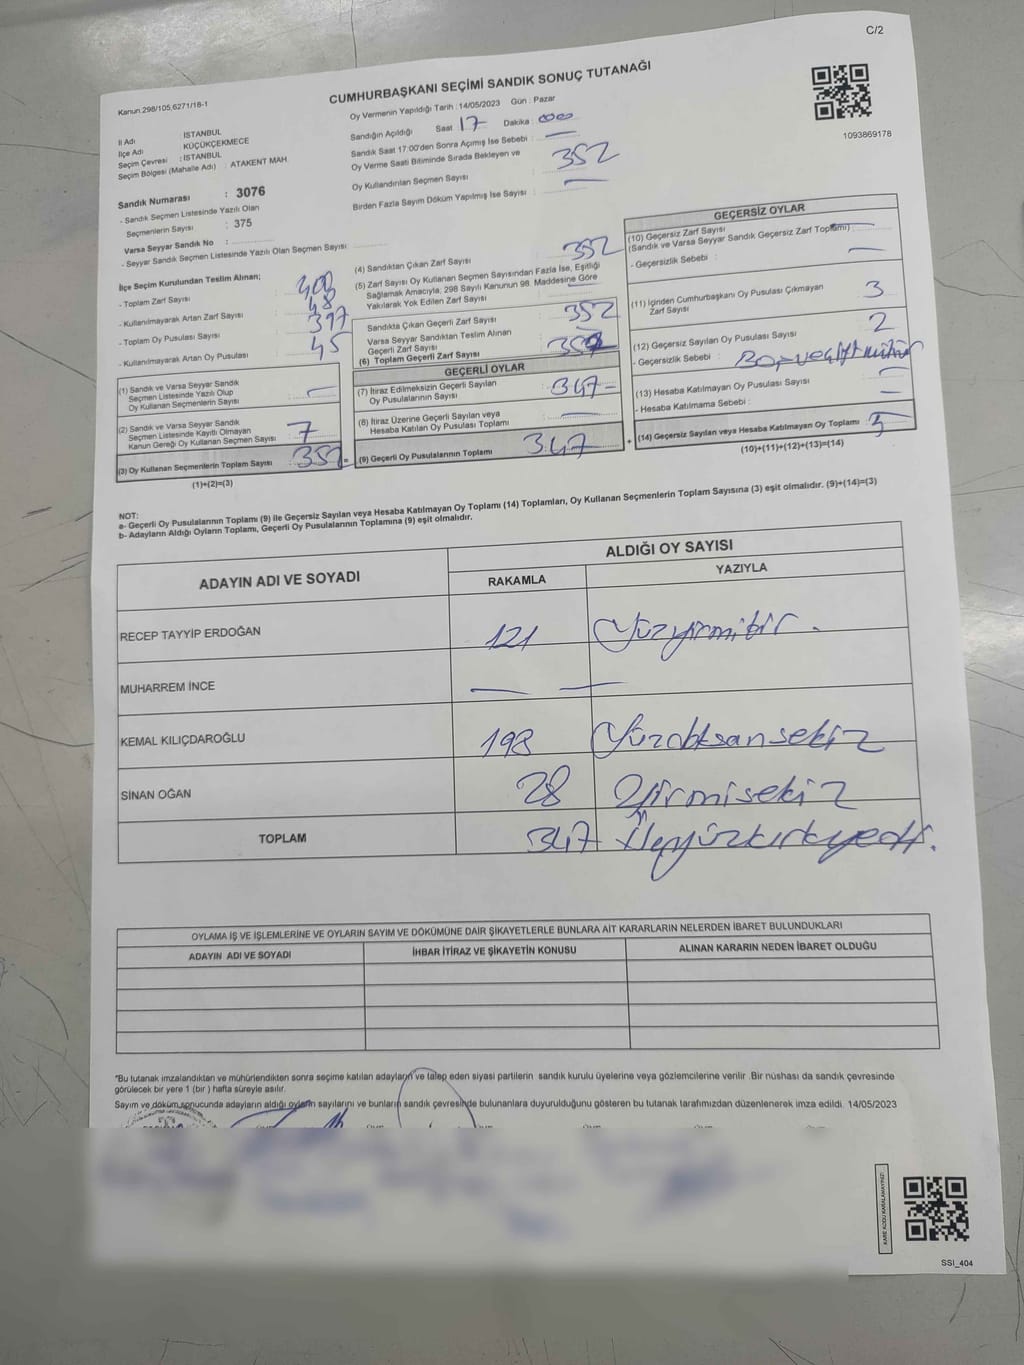 C/2
Kanun.298/105,6271/18-1
CUMHURBAŞKANI SEÇİMİ SANDIK SONUÇ TUTANAĞI
1093869178
İl Adı : İSTANBUL
İlçe Adı : KÜÇÜKÇEKMECE
Seçim Çevresi : İSTANBUL
Seçim Bölgesi (Mahalle Adı) : ATAKENT MAH.
Sandık Numarası : 3076
- Sandık Seçmen Listesinde Yazılı Olan
Seçmenlerin Sayısı : 375
Varsa Seyyar Sandık No :
- Seyyar Sandık Seçmen Listesinde Yazılı Olan Seçmen Sayısı :
Oy Vermenin Yapıldığı Tarih : 14/05/2023 Gün : Pazar
Sandığın Açıldığı Saat 17 Dakika 000
Sandık Saat 17:00'den Sonra Açımış İse Sebebi : —
Oy Verme Saati Bitiminde Sırada Bekleyen ve
Oy Kullandırılan Seçmen Sayısı : 352
Birden Fazla Sayım Döküm Yapılmış İse Sayısı : —
İlçe Seçim Kurulundan Teslim Alınan;
- Toplam Zarf Sayısı : 400
- Kullanılmayarak Artan Zarf Sayısı : 48
- Toplam Oy Pusulası Sayısı : 397
- Kullanılmayarak Artan Oy Pusulası : 45
(1) Sandık ve Varsa Seyyar Sandık
Seçmen Listesinde Yazılı Olup
Oy Kullanan Seçmenlerin Sayısı : —
(2) Sandık ve Varsa Seyyar Sandık
Seçmen Listesinde Kayıtlı Olmayan
Kanun Gereği Oy Kullanan Seçmen Sayısı : 7
(3) Oy Kullanan Seçmenlerin Toplam Sayısı : 352
(1)+(2)=(3)
(4) Sandıktan Çıkan Zarf Sayısı : 352
(5) Zarf Sayısı Oy Kullanan Seçmen Sayısından Fazla İse, Eşitliği
Sağlamak Amacıyla, 298 Sayılı Kanunun 98. Maddesine Göre
Yakılarak Yok Edilen Zarf Sayısı : —
Sandıkta Çıkan Geçerli Zarf Sayısı : 352
Varsa Seyyar Sandıktan Teslim Alınan
Geçerli Zarf Sayısı :
(6) Toplam Geçerli Zarf Sayısı : 352
GEÇERLİ OYLAR
(7) İtiraz Edilmeksizin Geçerli Sayılan
Oy Pusulalarının Sayısı : 347 -
(8) İtiraz Üzerine Geçerli Sayılan veya
Hesaba Katılan Oy Pusulası Toplamı : —
(9) Geçerli Oy Pusulalarının Toplamı : 347
GEÇERSİZ OYLAR
(10) Geçersiz Zarf Sayısı : —
(Sandık ve Varsa Seyyar Sandık Geçersiz Zarf Toplamı)
- Geçersizlik Sebebi : —
(11) İçinden Cumhurbaşkanı Oy Pusulası Çıkmayan
Zarf Sayısı : 3
(12) Geçersiz Sayılan Oy Pusulası Sayısı : 2
- Geçersizlik Sebebi : Boş ve çift mühür
(13) Hesaba Katılmayan Oy Pusulası Sayısı : —
- Hesaba Katılmama Sebebi : —
(14) Geçersiz Sayılan veya Hesaba Katılmayan Oy Toplamı : 5
(10)+(11)+(12)+(13)=(14)
NOT:
a- Geçerli Oy Pusulalarının Toplamı (9) ile Geçersiz Sayılan veya Hesaba Katılmayan Oy Toplamı (14) Toplamları, Oy Kullanan Seçmenlerin Toplam Sayısına (3) eşit olmalıdır. (9)+(14)=(3)
b- Adayların Aldığı Oyların Toplamı, Geçerli Oy Pusulalarının Toplamına (9) eşit olmalıdır.
ADAYIN ADI VE SOYADI
ALDIĞI OY SAYISI
RAKAMLA YAZIYLA
RECEP TAYYİP ERDOĞAN 121 Yüzyirmibir.
MUHARREM İNCE — —
KEMAL KILIÇDAROĞLU 198 Yüzdoksansekiz
SİNAN OĞAN 28 Yirmisekiz
TOPLAM 347 Üçyüzkırkyedi.
OYLAMA İŞ VE İŞLEMLERİNE VE OYLARIN SAYIM VE DÖKÜMÜNE DAİR ŞİKAYETLERLE BUNLARA AİT KARARLARIN NELERDEN İBARET BULUNDUKLARI
ADAYIN ADI VE SOYADI İHBAR İTİRAZ VE ŞİKAYETİN KONUSU ALINAN KARARIN NEDEN İBARET OLDUĞU
*Bu tutanak imzalandıktan ve mühürlendikten sonra seçime katılan adayların ve talep eden siyasi partilerin sandık kurulu üyelerine veya gözlemcilerine verilir .Bir nüshası da sandık çevresinde
görülecek bir yere 1 (bir ) hafta süreyle asılır.
Sayım ve döküm sonucunda adayların aldığı oyların sayılarını ve bunların sandık çevresinde bulunanlara duyurulduğunu gösteren bu tutanak tarafımızdan düzenlenerek imza edildi. 14/05/2023
KARE KODU KARALAMAYINIZ!
SSI_404